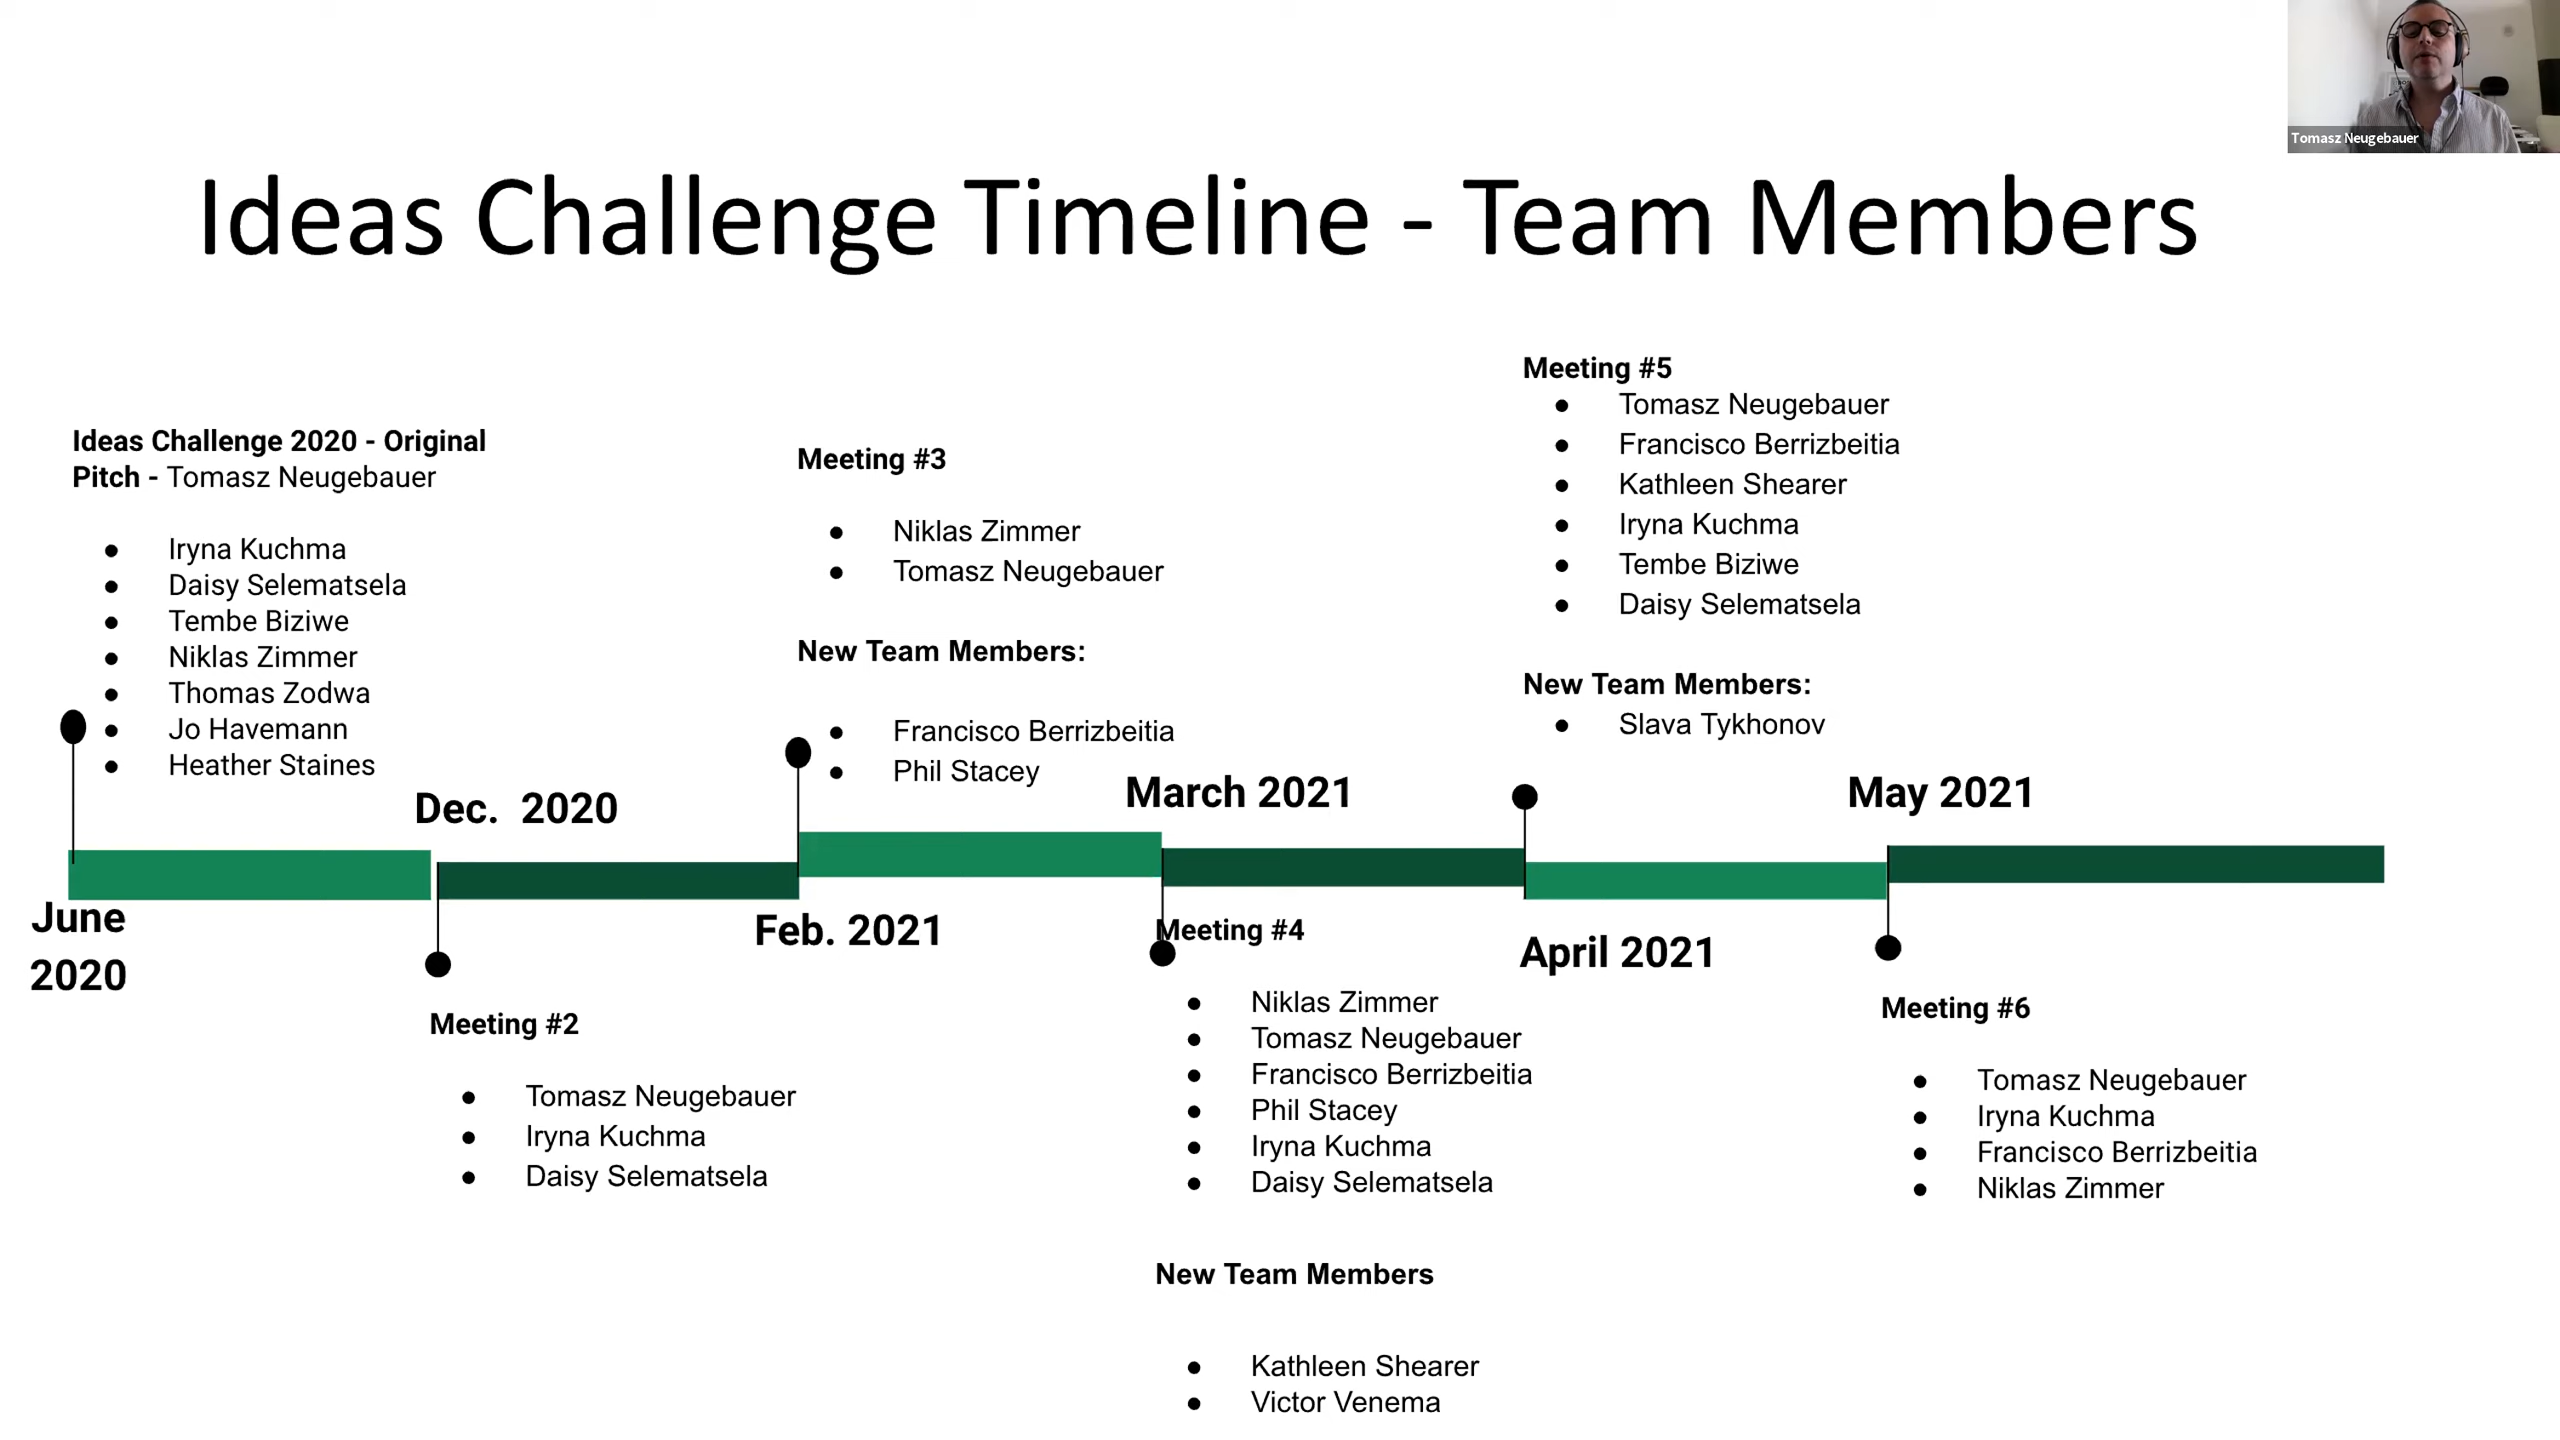 Tomasz Neugebauer
Ideas Challenge Timeline - Team Members
Ideas Challenge 2020 - Original
Pitch - Tomasz Neugebauer
● Iryna Kuchma
● Daisy Selematsela
● Tembe Biziwe
● Niklas Zimmer
● Thomas Zodwa
● Jo Havemann
● Heather Staines
June
2020
Dec. 2020
Meeting #2
● Tomasz Neugebauer
● Iryna Kuchma
● Daisy Selematsela
Meeting #3
● Niklas Zimmer
● Tomasz Neugebauer
New Team Members:
● Francisco Berrizbeitia
● Phil Stacey
Feb. 2021
March 2021
Meeting #4
● Niklas Zimmer
● Tomasz Neugebauer
● Francisco Berrizbeitia
● Phil Stacey
● Iryna Kuchma
● Daisy Selematsela
New Team Members
● Kathleen Shearer
● Victor Venema
Meeting #5
● Tomasz Neugebauer
● Francisco Berrizbeitia
● Kathleen Shearer
● Iryna Kuchma
● Tembe Biziwe
● Daisy Selematsela
New Team Members:
● Slava Tykhonov
April 2021
May 2021
Meeting #6
● Tomasz Neugebauer
● Iryna Kuchma
● Francisco Berrizbeitia
● Niklas Zimmer